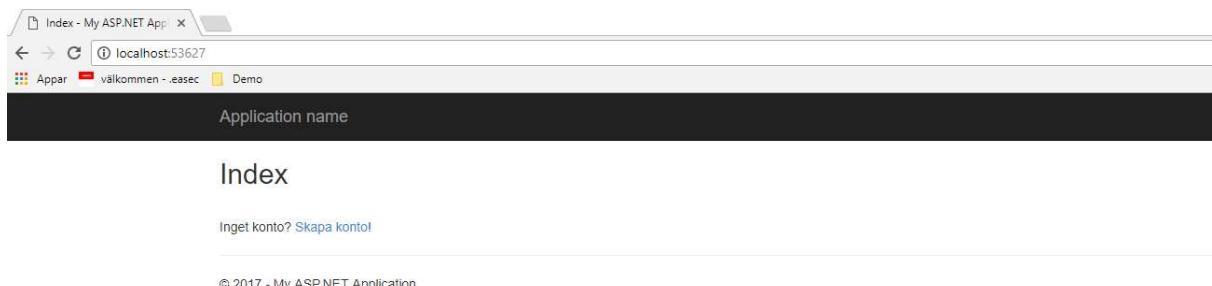 Index - My ASP.NET Appl
localhost:53627
Appar välkommen - .easec Demo
Application name
Index
Inget konto? Skapa konto!
© 2017 - My ASP.NET Application